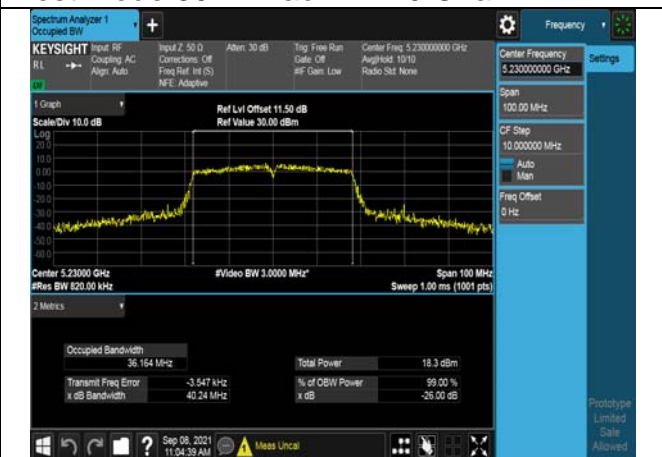 Spectrum Analyzer 1
Occupied BW
+
Frequency
KEYSIGHT
RL
Input: RF
Coupling: AC
Align: Auto
Input Z: 50 Ω
Corrections: Off
Freq Ref: Int (S)
NFE: Adaptive
Atten: 30 dB
Trig: Free Run
Gate: Off
#IF Gain: Low
Center Freq: 5.230000000 GHz
Avg|Hold: 10/10
Radio Std: None
Center Frequency
5.230000000 GHz
Settings
Span
100.00 MHz
CF Step
10.000000 MHz
Auto
Man
Freq Offset
0 Hz
1 Graph
Scale/Div 10.0 dB
Ref Lvl Offset 11.50 dB
Ref Value 30.00 dBm
Log
20.0
10.0
0.00
-10.0
-20.0
-30.0
-40.0
-50.0
-60.0
Center 5.23000 GHz
#Res BW 820.00 kHz
#Video BW 3.0000 MHz*
Span 100 MHz
Sweep 1.00 ms (1001 pts)
2 Metrics
Occupied Bandwidth
36.164 MHz
Total Power 18.3 dBm
Transmit Freq Error -3.547 kHz
% of OBW Power 99.00 %
x dB Bandwidth 40.24 MHz
x dB -26.00 dB
Prototype
Limited
Sale
Allowed
?
Sep 08, 2021
11:04:39 AM
Meas Uncal